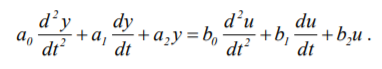 a₀ d²y/dt² + a₁ dy/dt + a₂y = b₀ d²u/dt² + b₁ du/dt + b₂u .